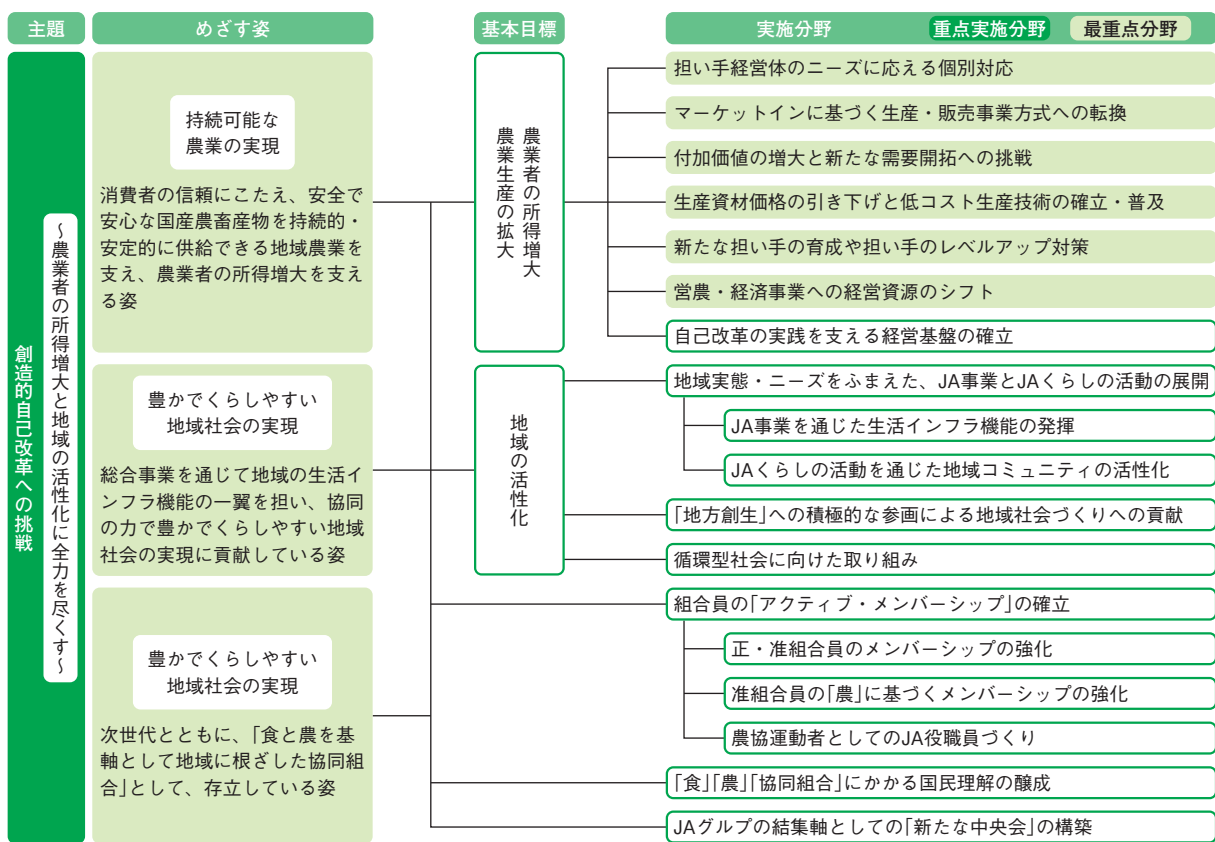 主題
めざす姿
基本目標
実施分野
重点実施分野
最重点分野
創造的自己改革への挑戦
～農業者の所得増大と地域の活性化に全力を尽くす～
持続可能な
農業の実現
消費者の信頼にこたえ、安全で
安心な国産農畜産物を持続的・
安定的に供給できる地域農業を
支え、農業者の所得増大を支え
る姿
豊かでくらしやすい
地域社会の実現
総合事業を通じて地域の生活イ
ンフラ機能の一翼を担い、協同
の力で豊かでくらしやすい地域
社会の実現に貢献している姿
豊かでくらしやすい
地域社会の実現
次世代とともに、「食と農を基
軸として地域に根ざした協同組
合」として、存立している姿
農業者の所得増大
農業生産の拡大
地域の活性化
担い手経営体のニーズに応える個別対応
マーケットインに基づく生産・販売事業方式への転換
付加価値の増大と新たな需要開拓への挑戦
生産資材価格の引き下げと低コスト生産技術の確立・普及
新たな担い手の育成や担い手のレベルアップ対策
営農・経済事業への経営資源のシフト
自己改革の実践を支える経営基盤の確立
地域実態・ニーズをふまえた、JA事業とJAくらしの活動の展開
JA事業を通じた生活インフラ機能の発揮
JAくらしの活動を通じた地域コミュニティの活性化
「地方創生」への積極的な参画による地域社会づくりへの貢献
循環型社会に向けた取り組み
組合員の「アクティブ・メンバーシップ」の確立
正・准組合員のメンバーシップの強化
准組合員の「農」に基づくメンバーシップの強化
農協運動者としてのJA役職員づくり
「食」「農」「協同組合」にかかる国民理解の醸成
JAグルプの結集軸としての「新たな中央会」の構築